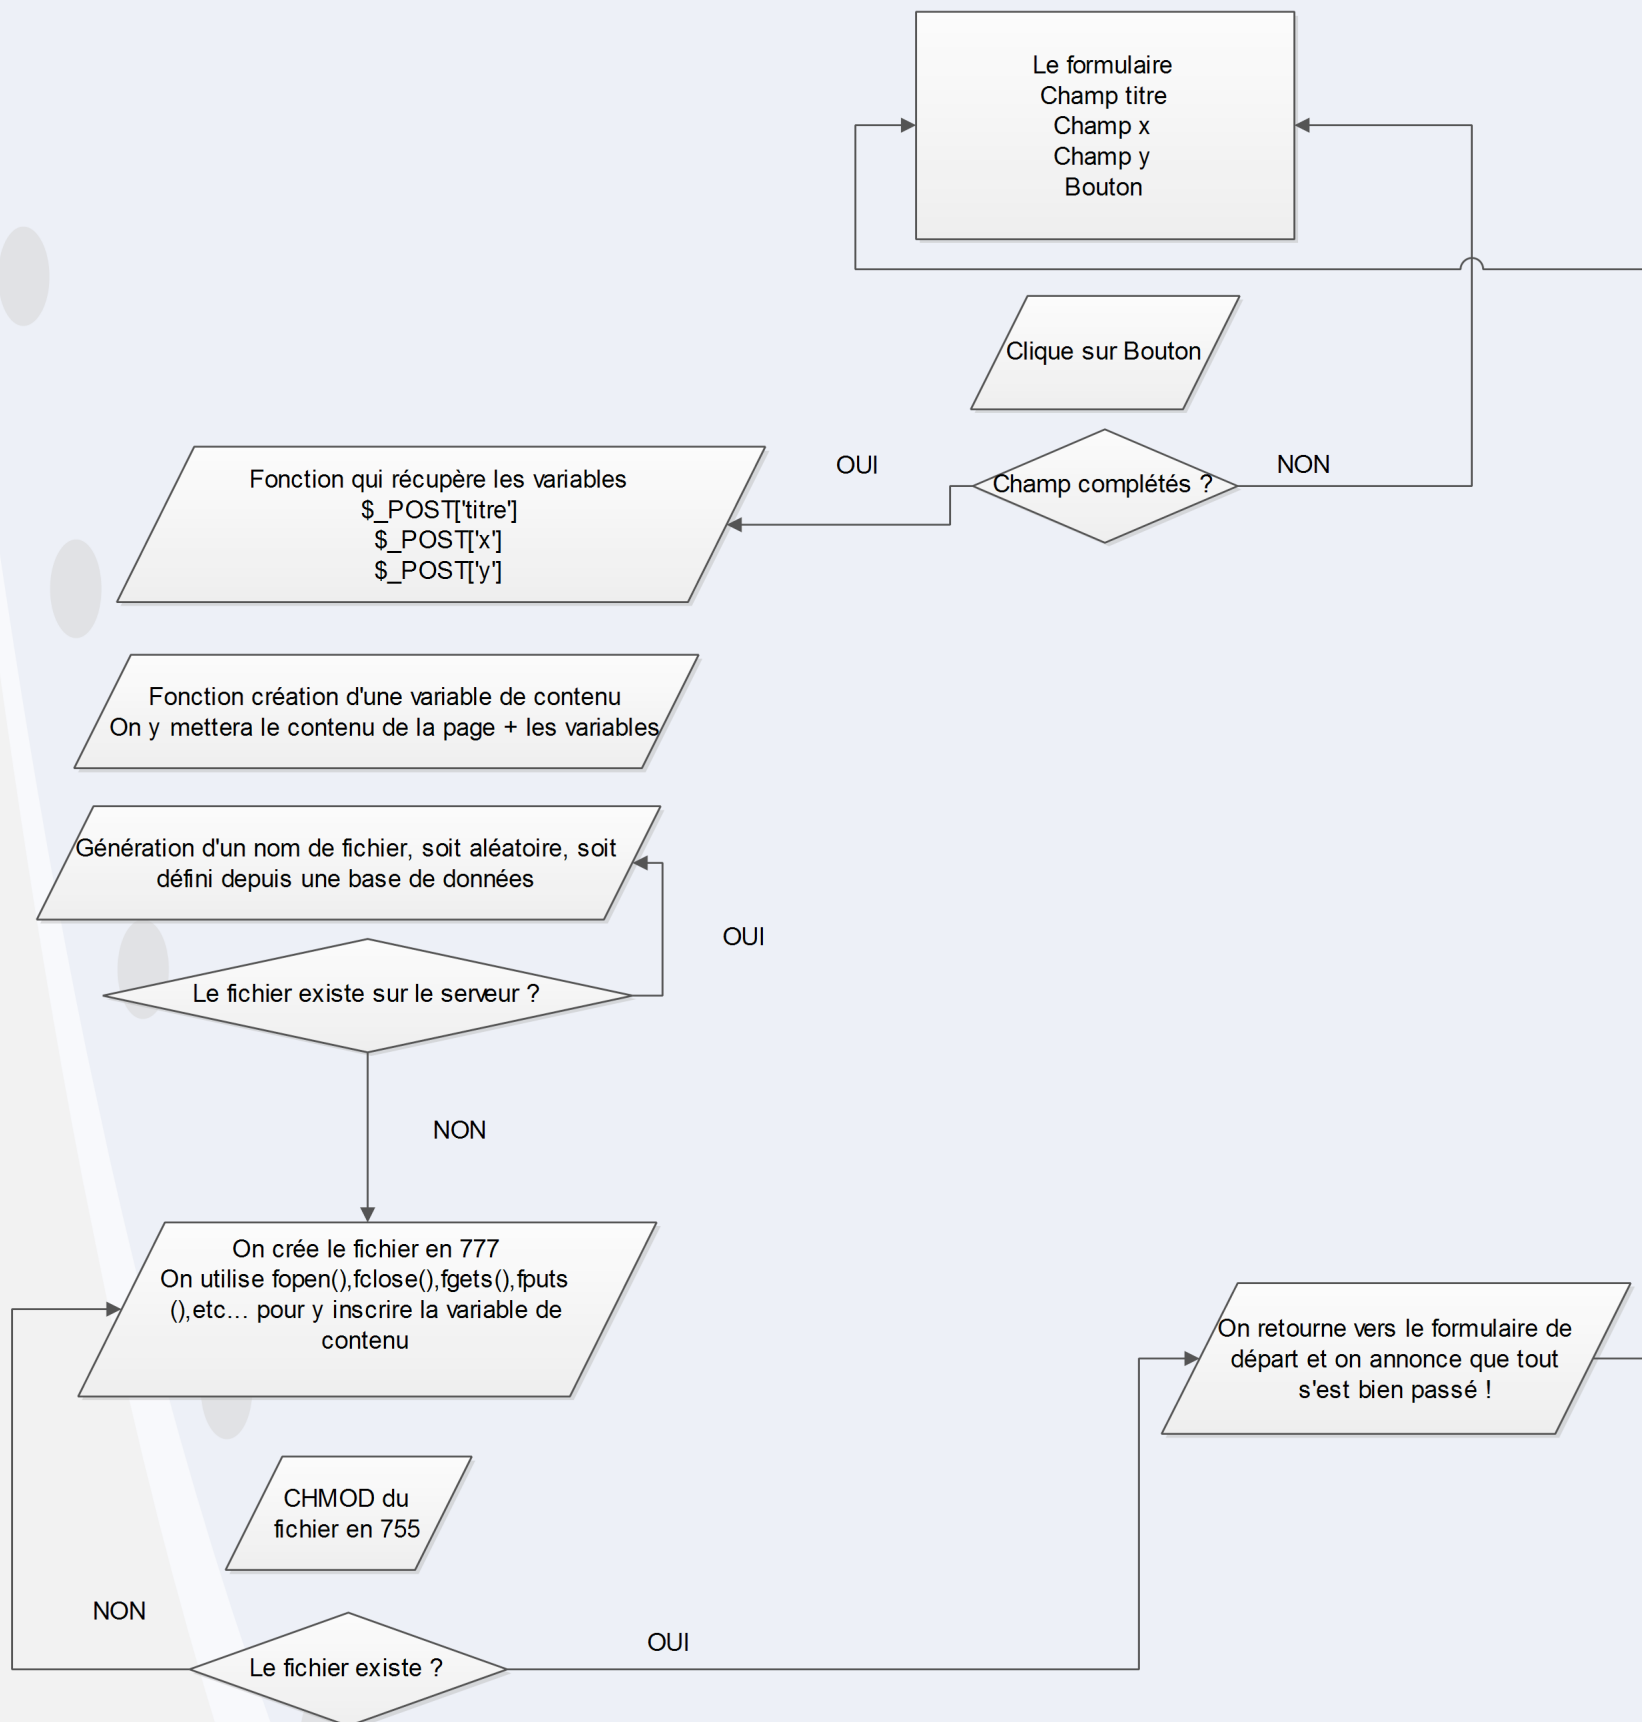 Le formulaire
Champ titre
Champ x
Champ y
Bouton
Clique sur Bouton
Champ complétés ?
OUI
NON
Fonction qui récupère les variables
$_POST['titre']
$_POST['x']
$_POST['y']
Fonction création d'une variable de contenu
On y mettera le contenu de la page + les variables
Génération d'un nom de fichier, soit aléatoire, soit
défini depuis une base de données
OUI
Le fichier existe sur le serveur ?
NON
On crée le fichier en 777
On utilise fopen(),fclose(),fgets(),fputs
(),etc... pour y inscrire la variable de
contenu
CHMOD du
fichier en 755
NON
Le fichier existe ?
OUI
On retourne vers le formulaire de
départ et on annonce que tout
s'est bien passé !